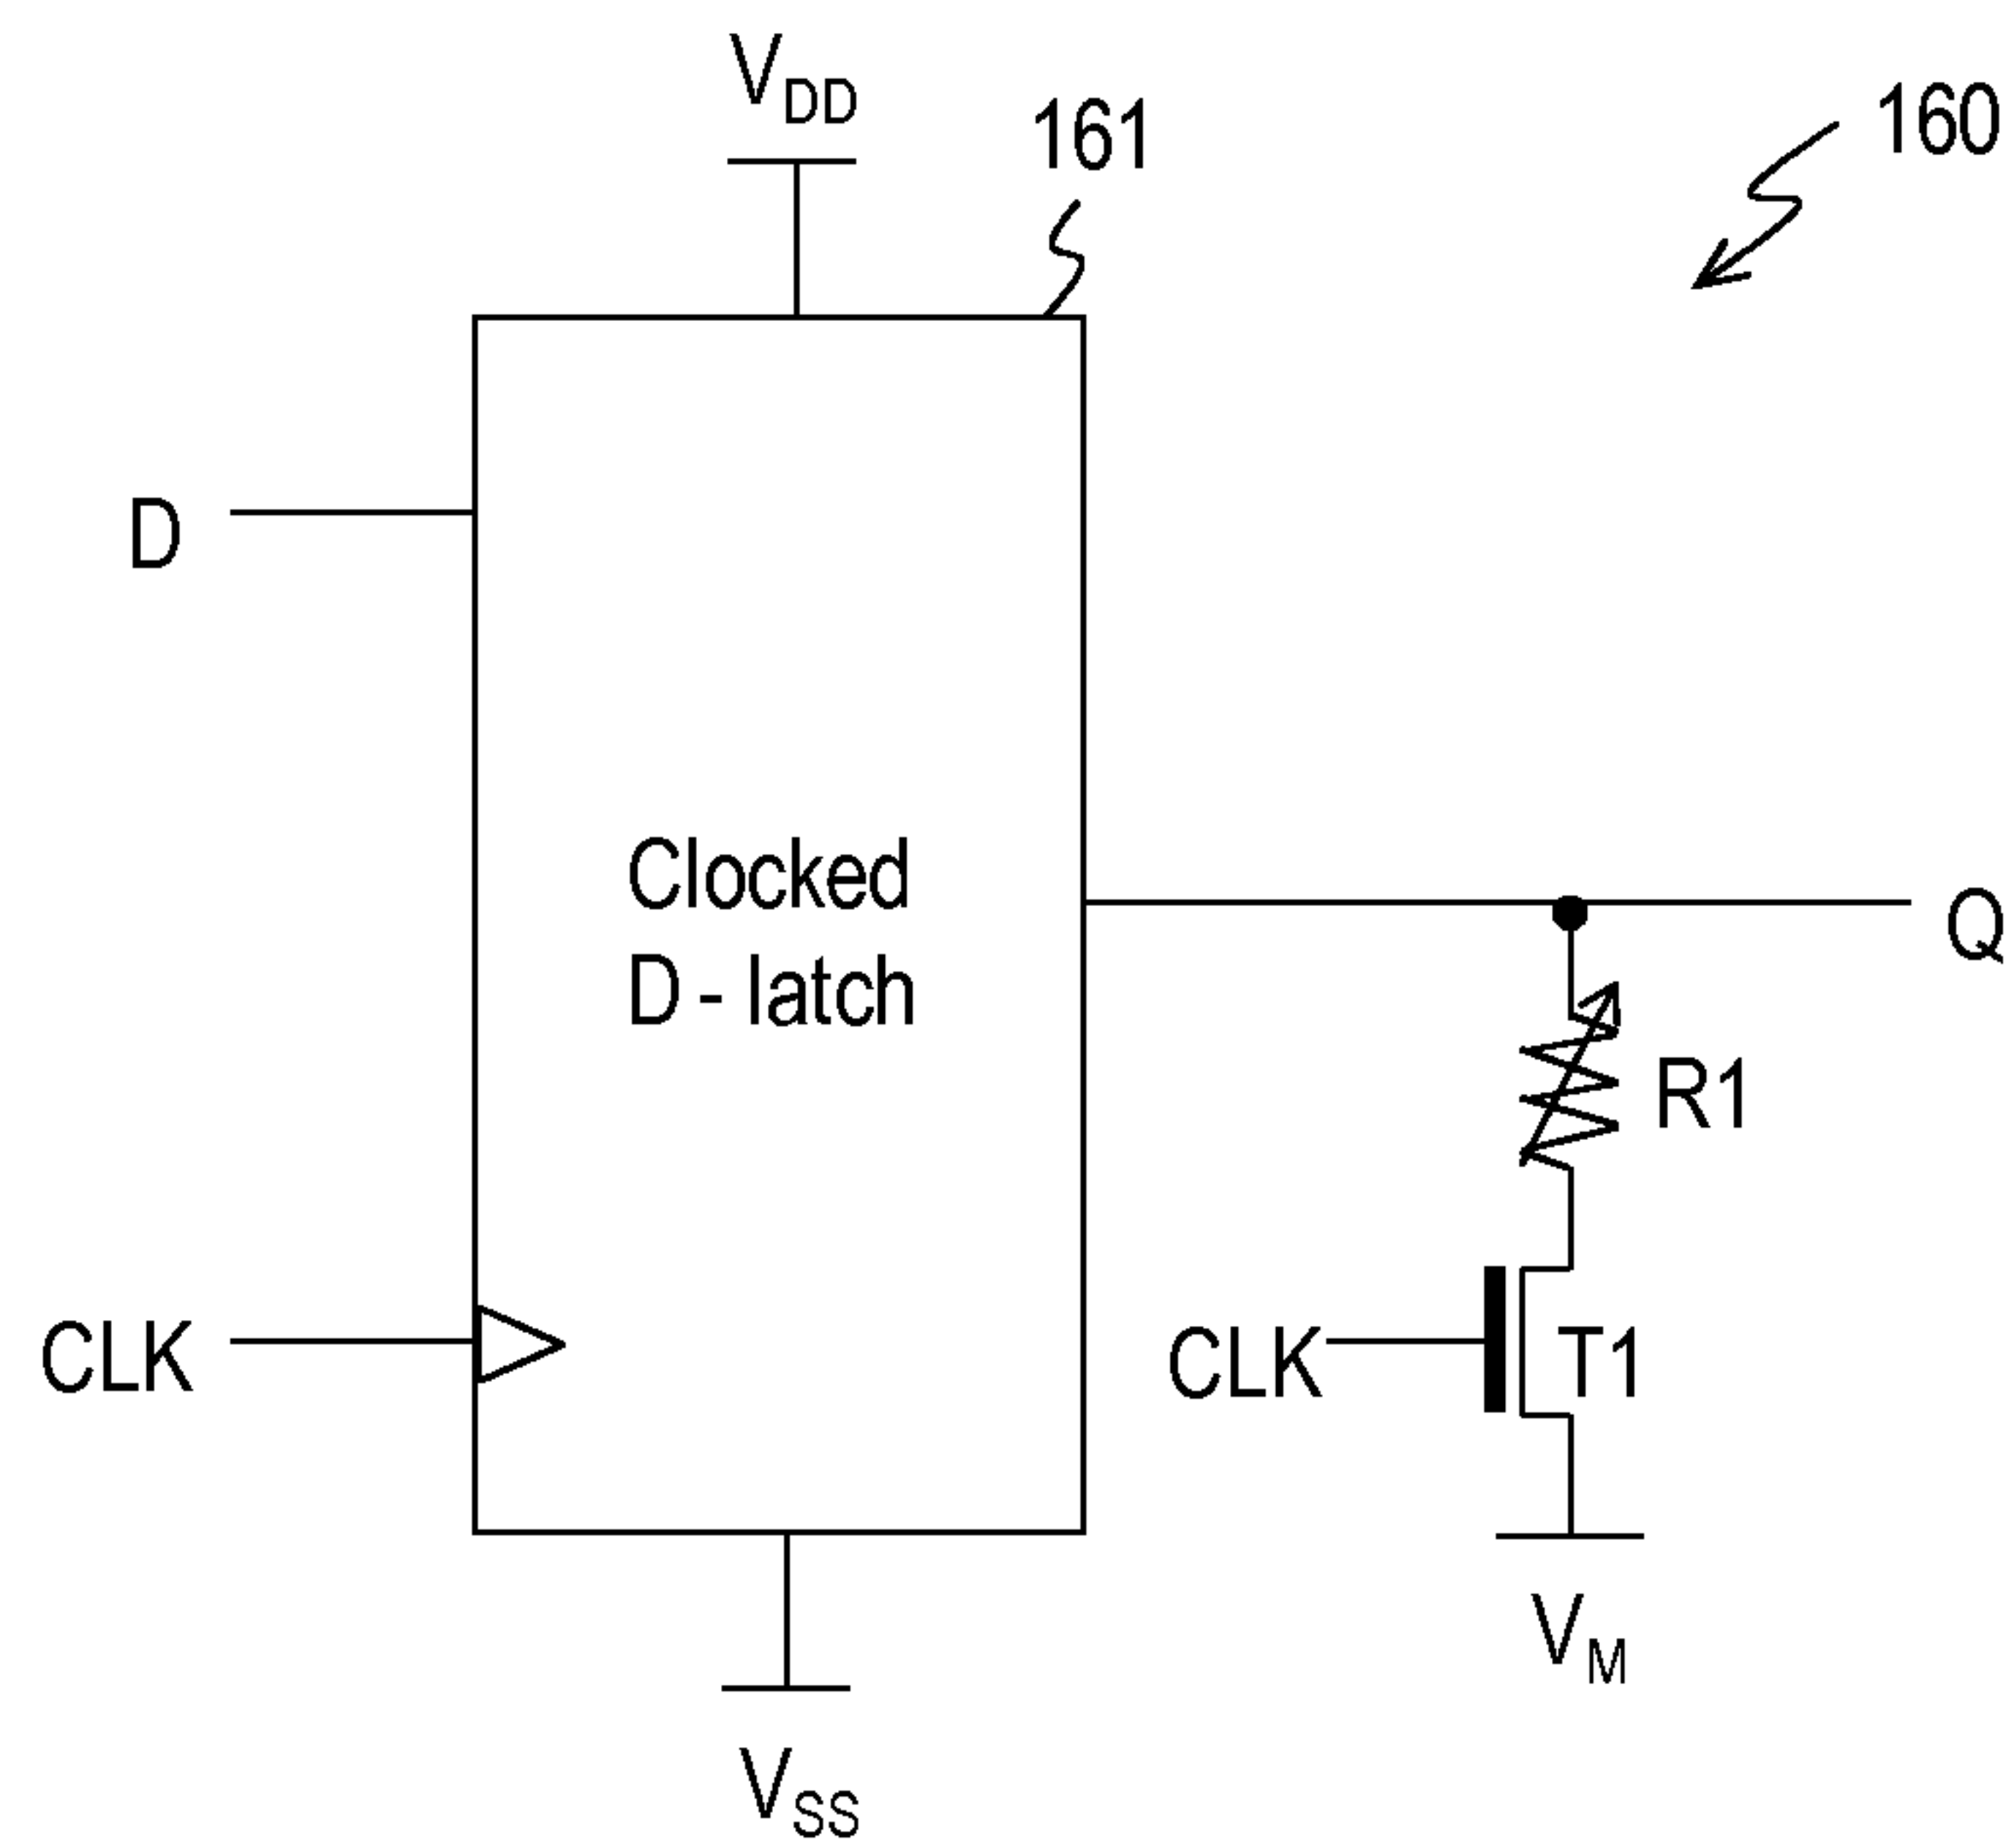 VDD
161
160
D
Clocked
D - latch
Q
R1
CLK
CLK
T1
VM
VSS